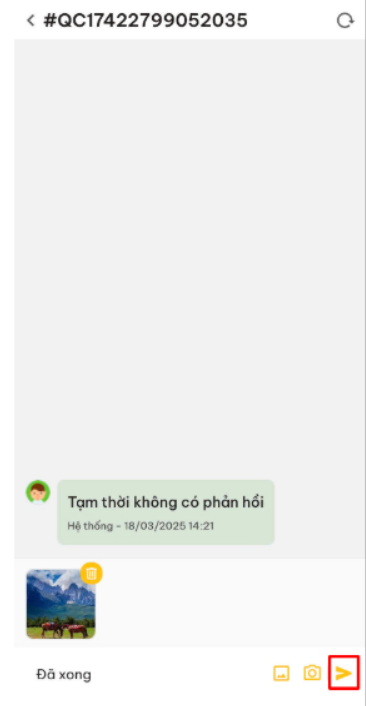 #QC17422799052035
Tạm thời không có phản hồi
Hệ thống - 18/03/2025 14:21
Đã xong